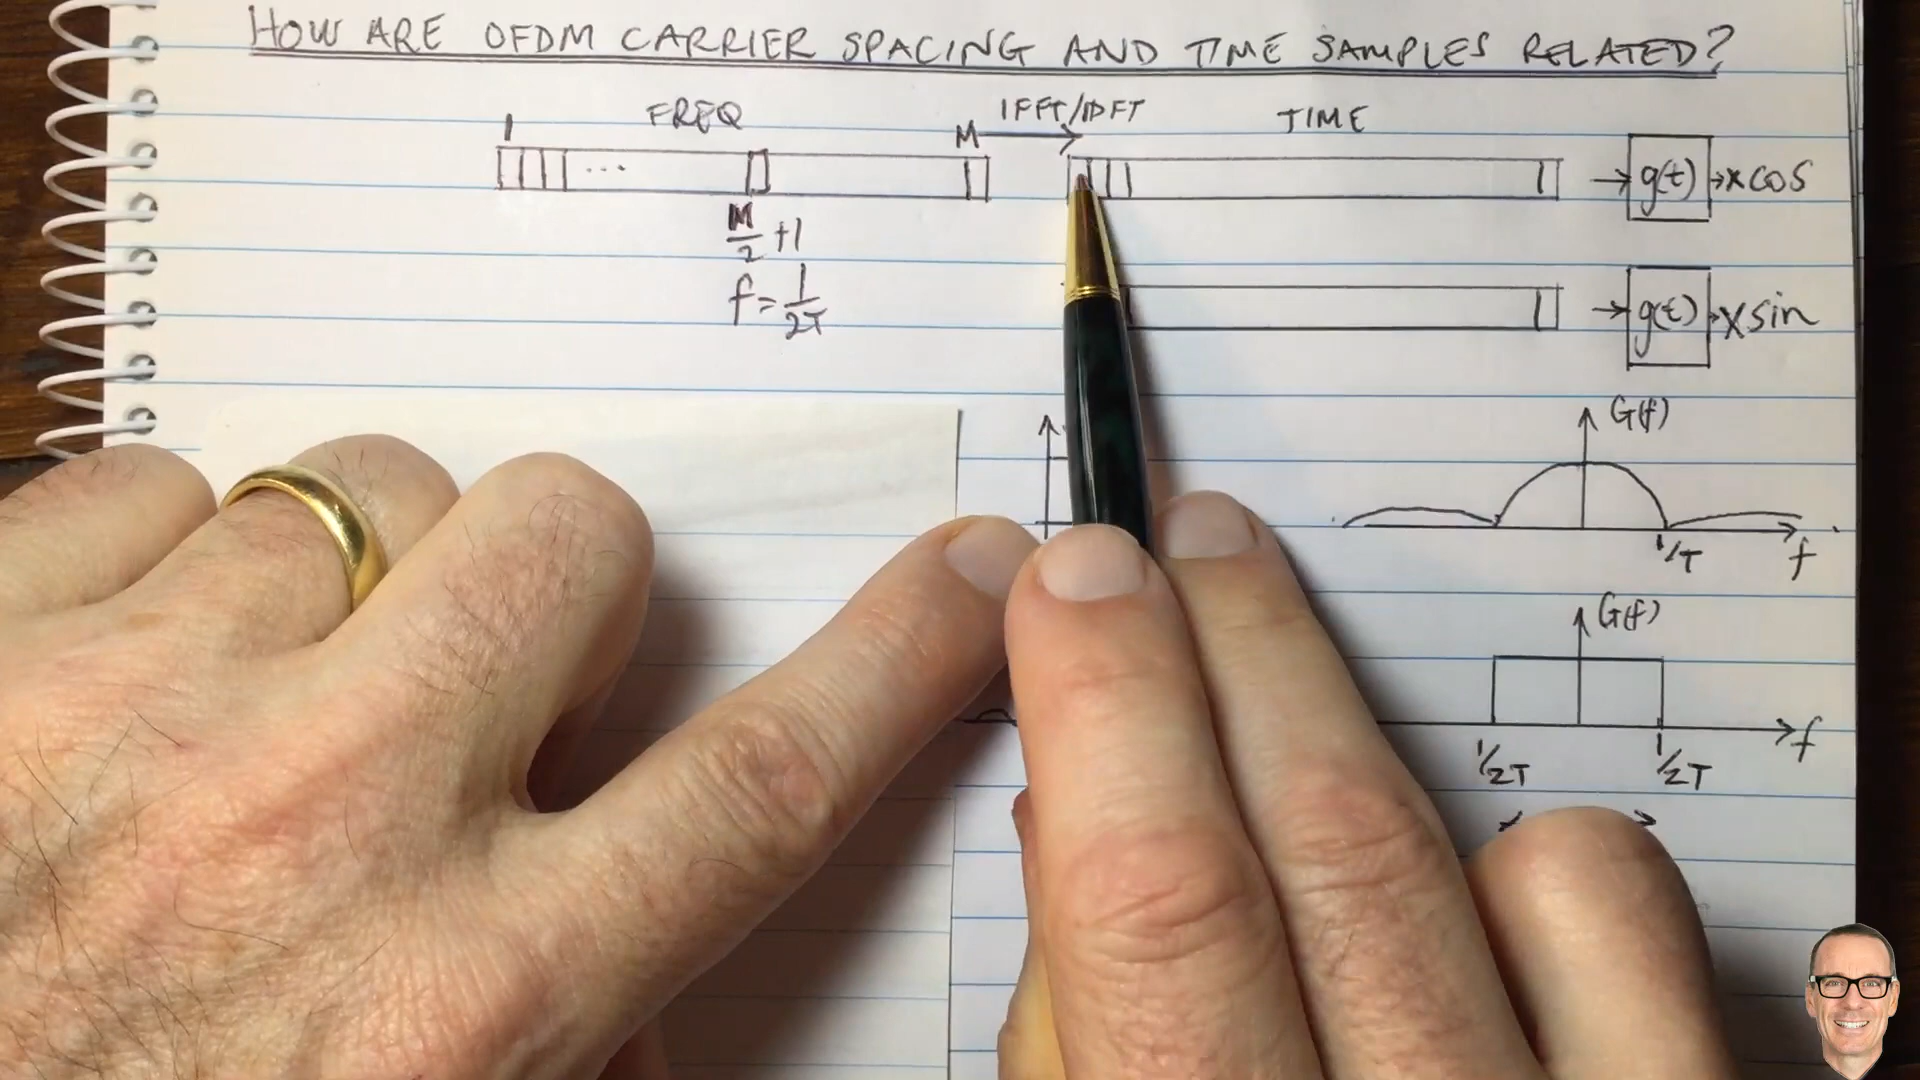 HOW ARE OFDM CARRIER SPACING AND TIME SAMPLES RELATED?
FREQ IFFT/IDFT TIME
1 M
... g(t) x cos
M/2 +1
f = 1/2T
g(t) x sin
G(f)
1/T f
G(f)
f
1/2T 1/2T